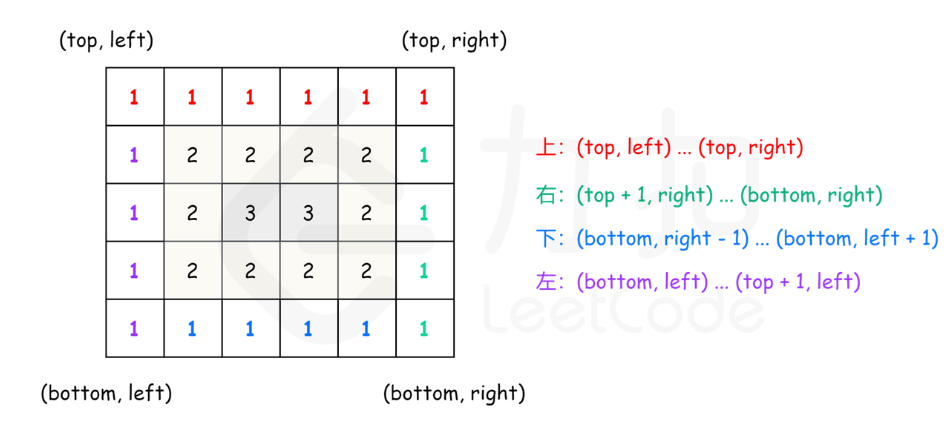 (top, left) (top, right)
1 1 1 1 1 1
1 2 2 2 2 1
1 2 3 3 2 1
1 2 2 2 2 1
1 1 1 1 1 1
(bottom, left) (bottom, right)
上：(top, left) ... (top, right)
右：(top + 1, right) ... (bottom, right)
下：(bottom, right - 1) ... (bottom, left + 1)
左：(bottom, left) ... (top + 1, left)
力扣
LeetCode